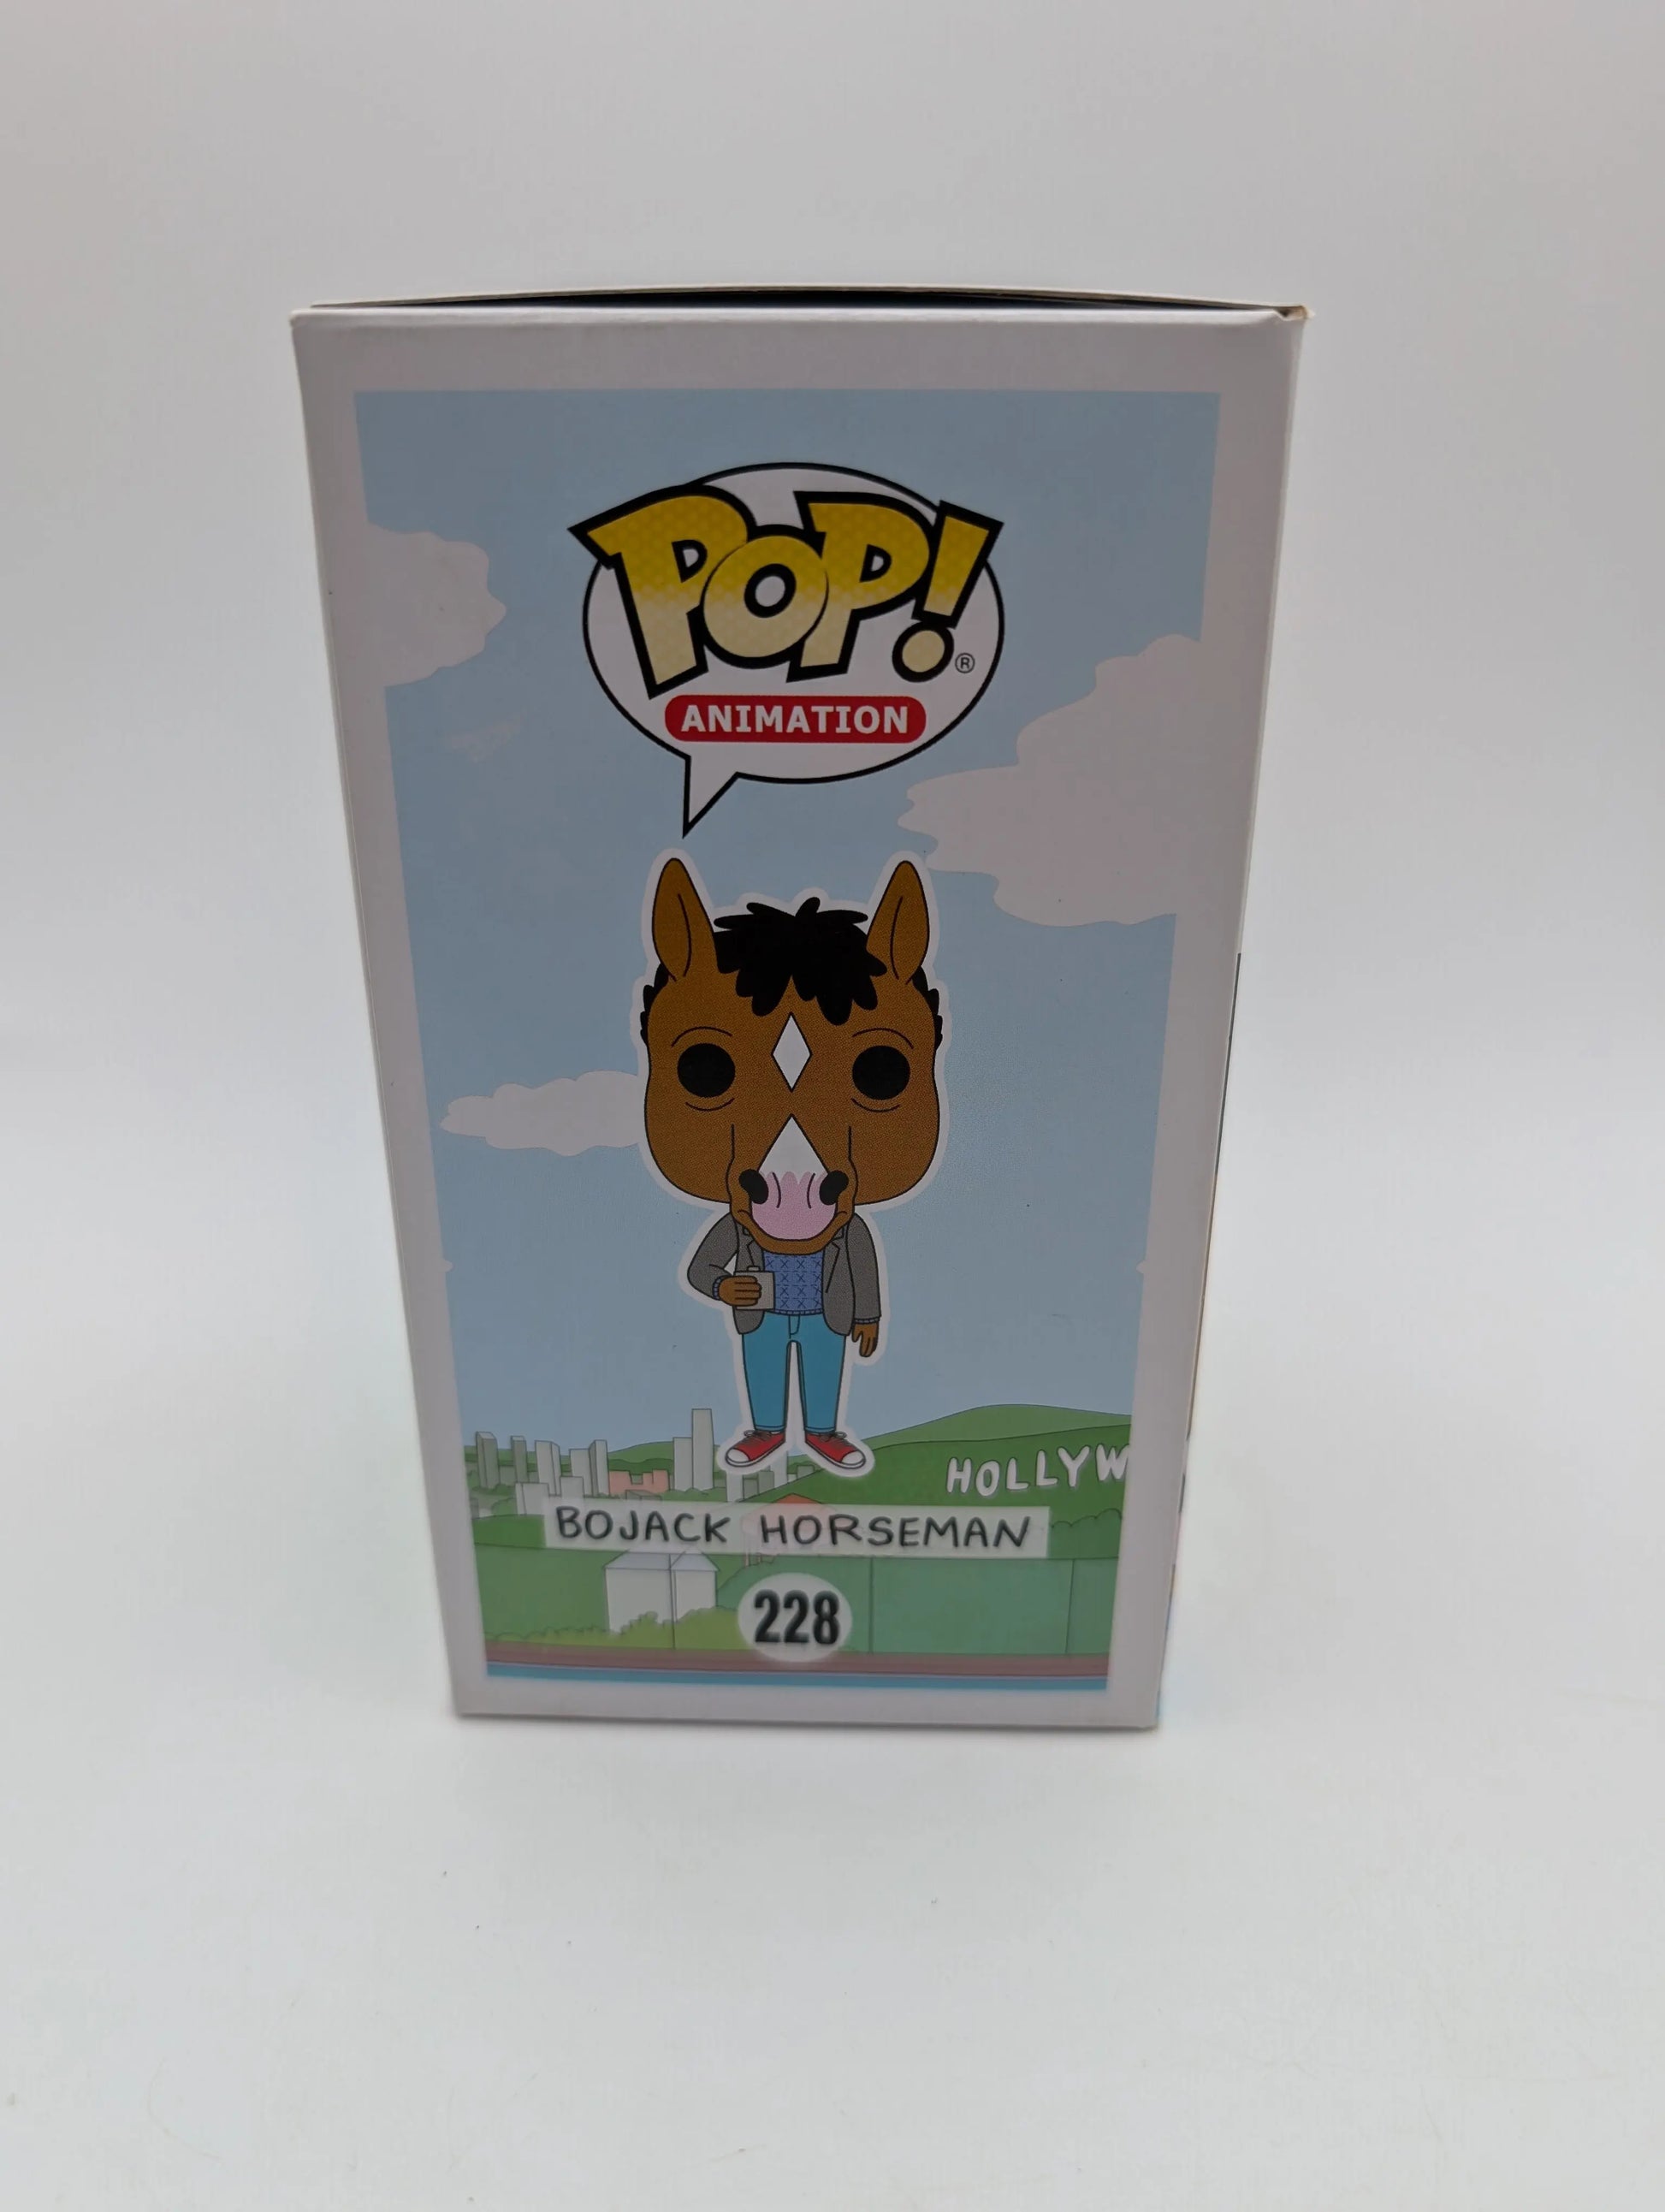 POP!
®
ANIMATION
HOLLYW
BOJACK HORSEMAN
228